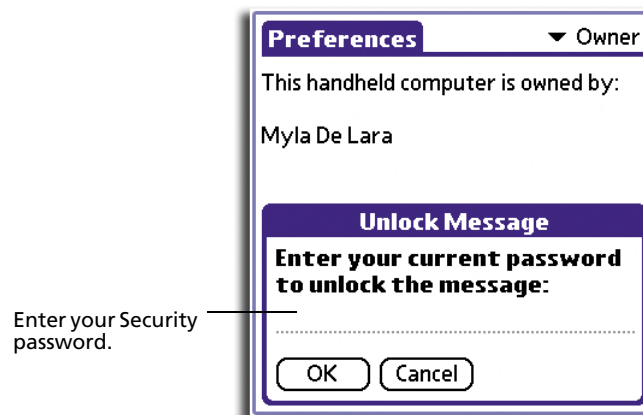 Preferences
Owner
This handheld computer is owned by:
Myla De Lara
Unlock Message
Enter your current password
to unlock the message:
Enter your Security
password.
OK
Cancel